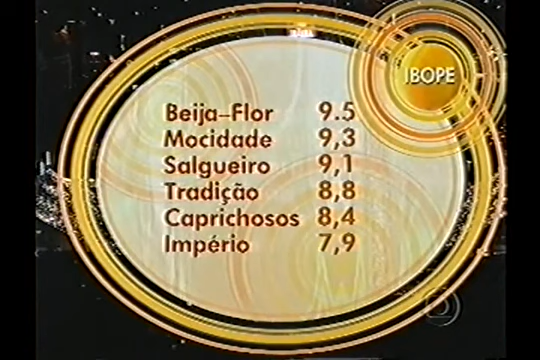 IBOPE
Beija-Flor 9.5
Mocidade 9,3
Salgueiro 9,1
Tradição 8,8
Caprichosos 8,4
Império 7,9